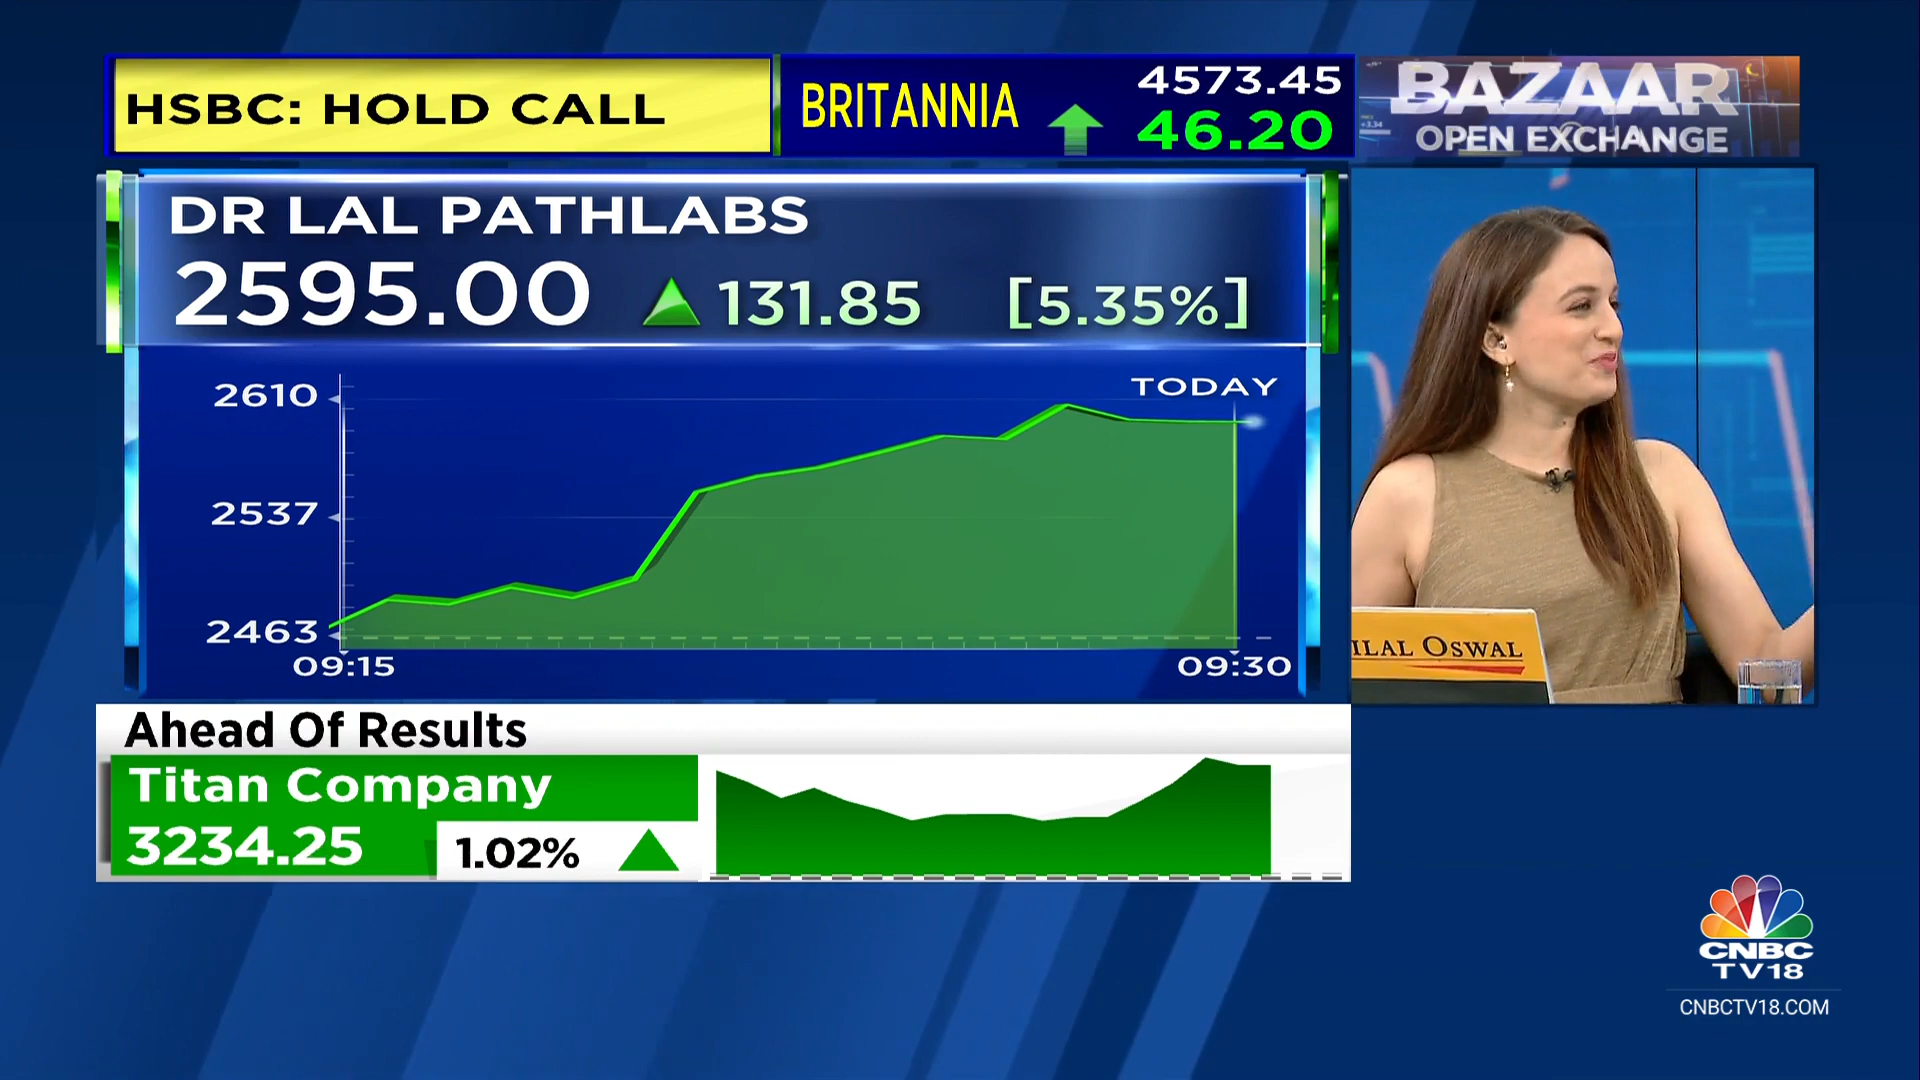 HSBC: HOLD CALL
BRITANNIA
4573.45
46.20
BAZAAR
OPEN EXCHANGE
DR LAL PATHLABS
2595.00 131.85 [5.35%]
TODAY
2610
2537
2463
09:15
09:30
ILAL OSWAL
Ahead Of Results
Titan Company
3234.25
1.02%
CNBC
TV18
CNBCTV18.COM